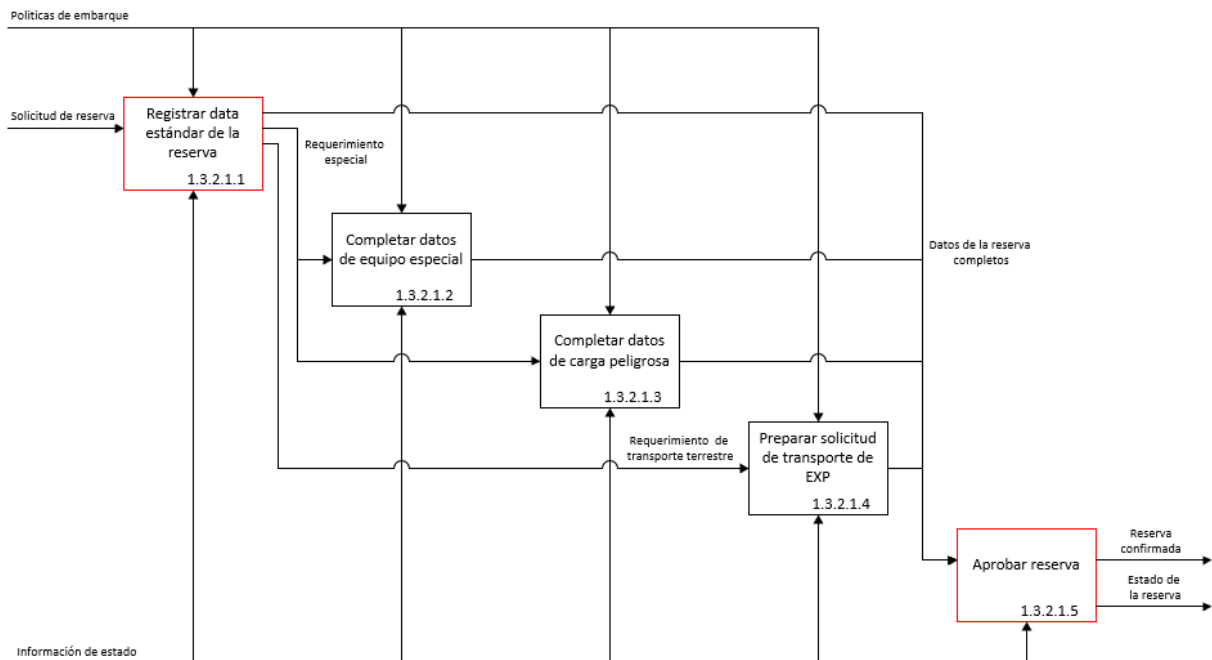 Politicas de embarque
Solicitud de reserva
Registrar data
estándar de la
reserva
1.3.2.1.1
Requerimiento
especial
Completar datos
de equipo especial
1.3.2.1.2
Datos de la reserva
completos
Completar datos
de carga peligrosa
1.3.2.1.3
Requerimiento de
transporte terrestre
Preparar solicitud
de transporte de
EXP
1.3.2.1.4
Aprobar reserva
1.3.2.1.5
Reserva
confirmada
Estado de
la reserva
Información de estado